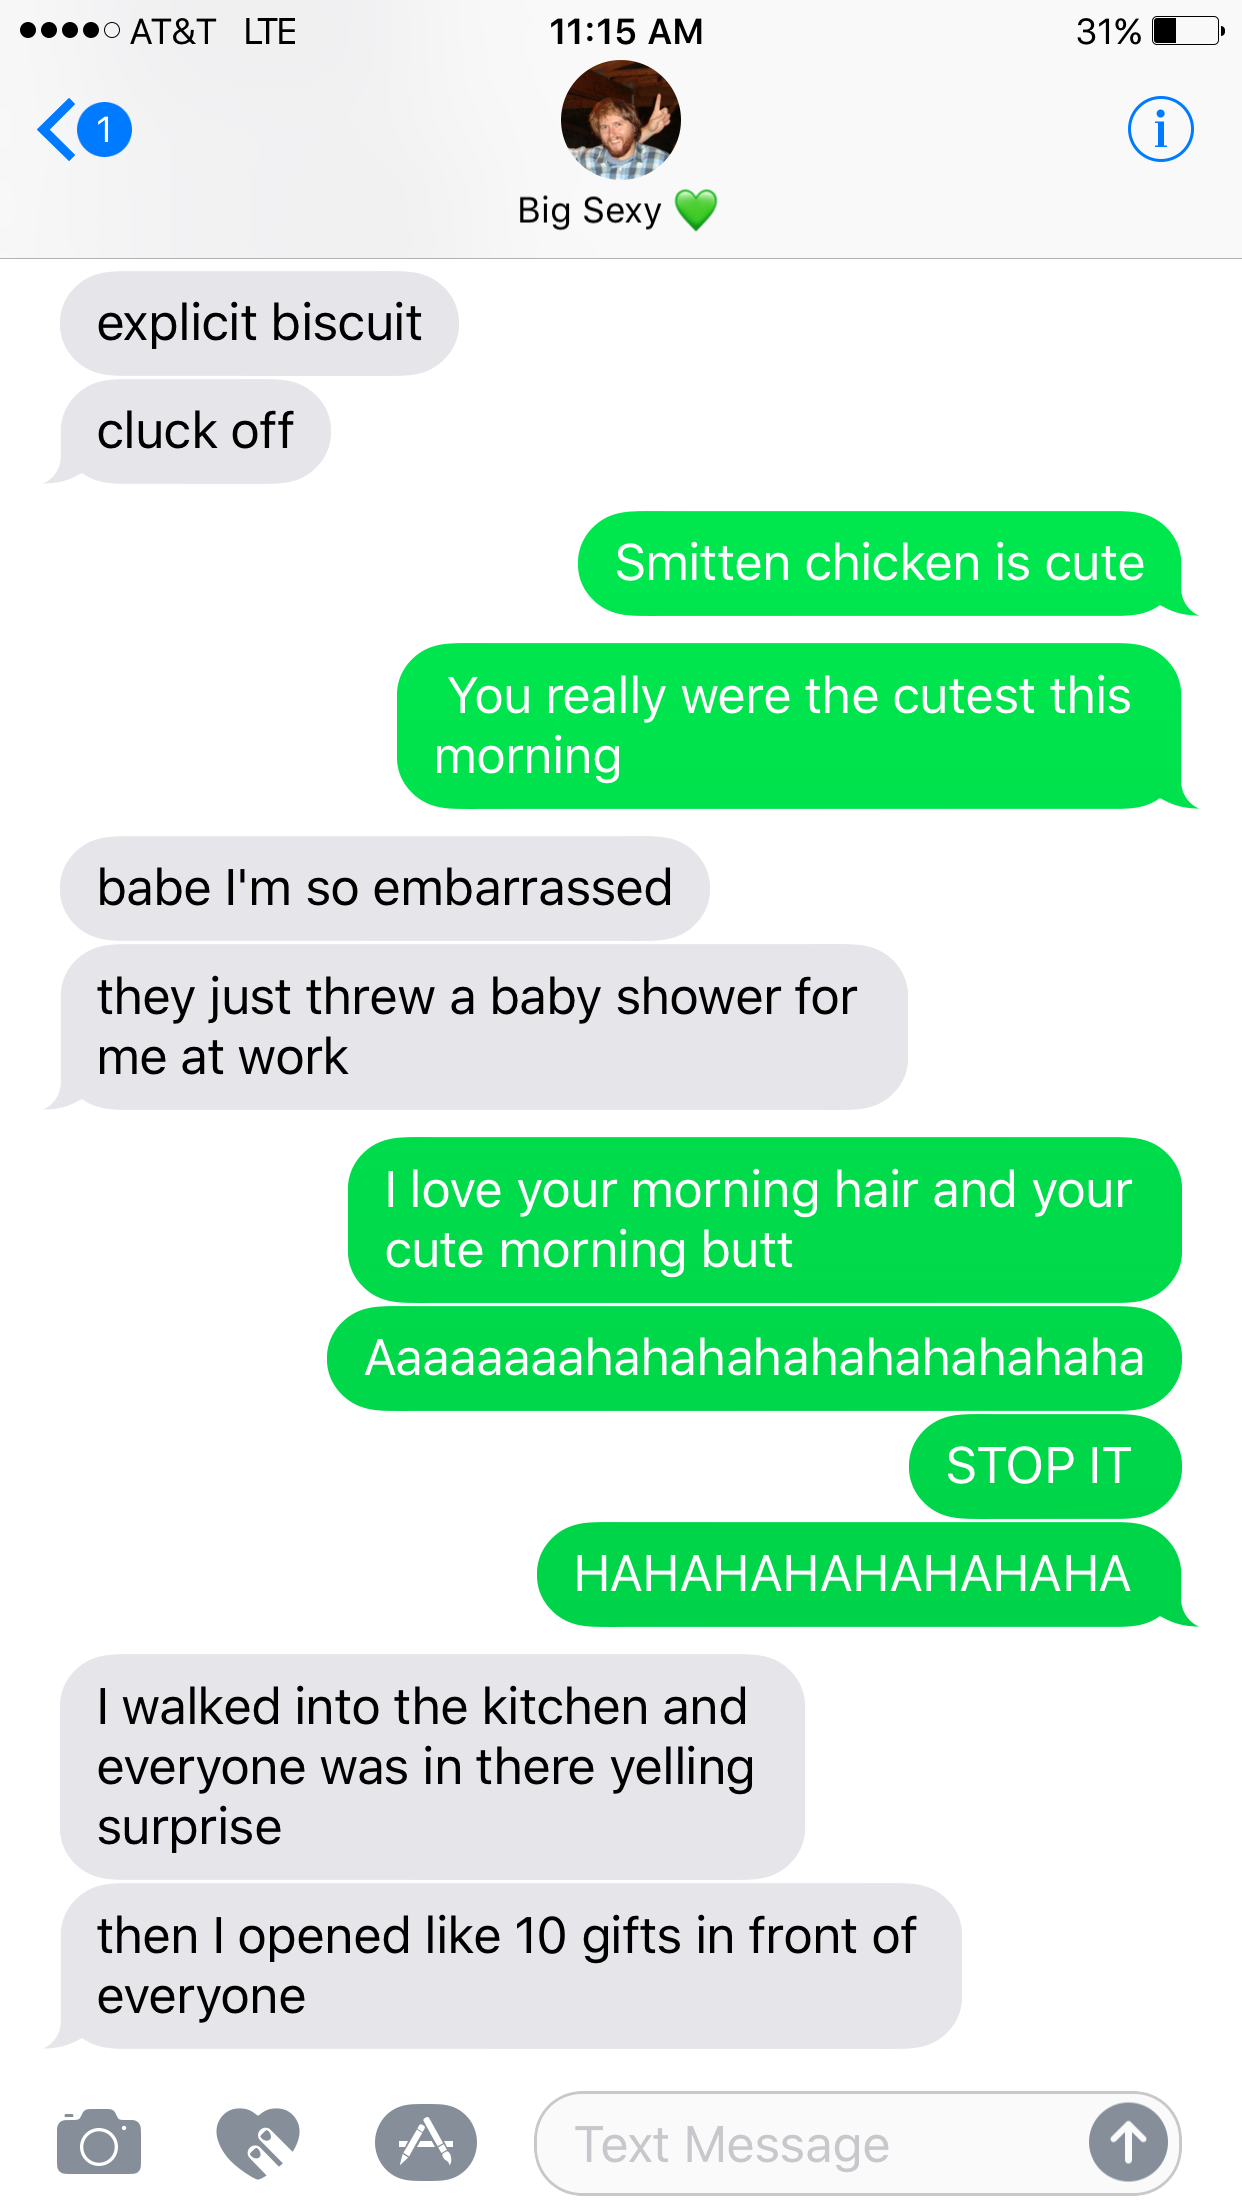 AT&T LTE 11:15 AM 31%
1
Big Sexy 💚
explicit biscuit
cluck off
Smitten chicken is cute
You really were the cutest this
morning
babe I'm so embarrassed
they just threw a baby shower for
me at work
I love your morning hair and your
cute morning butt
Aaaaaaaahahahahahahahahahaha
STOP IT
HAHAHAHAHAHAHAHA
I walked into the kitchen and
everyone was in there yelling
surprise
then I opened like 10 gifts in front of
everyone
Text Message